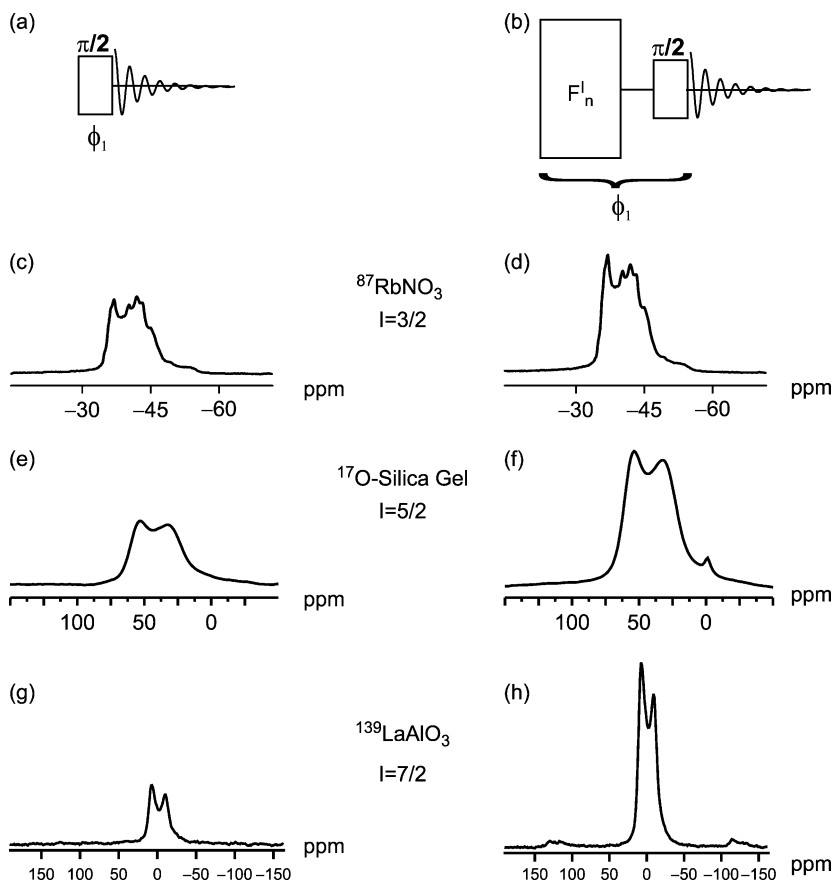 (a)
π/2
ϕ₁
(b)
π/2
Fᴵₙ
ϕ₁
(c)
⁸⁷RbNO₃
I=3/2
(d)
−30 −45 −60 ppm
−30 −45 −60 ppm
(e)
¹⁷O-Silica Gel
I=5/2
(f)
100 50 0 ppm
100 50 0 ppm
(g)
¹³⁹LaAlO₃
I=7/2
(h)
150 100 50 0 −50 −100 −150 ppm
150 100 50 0 −50 −100 −150 ppm